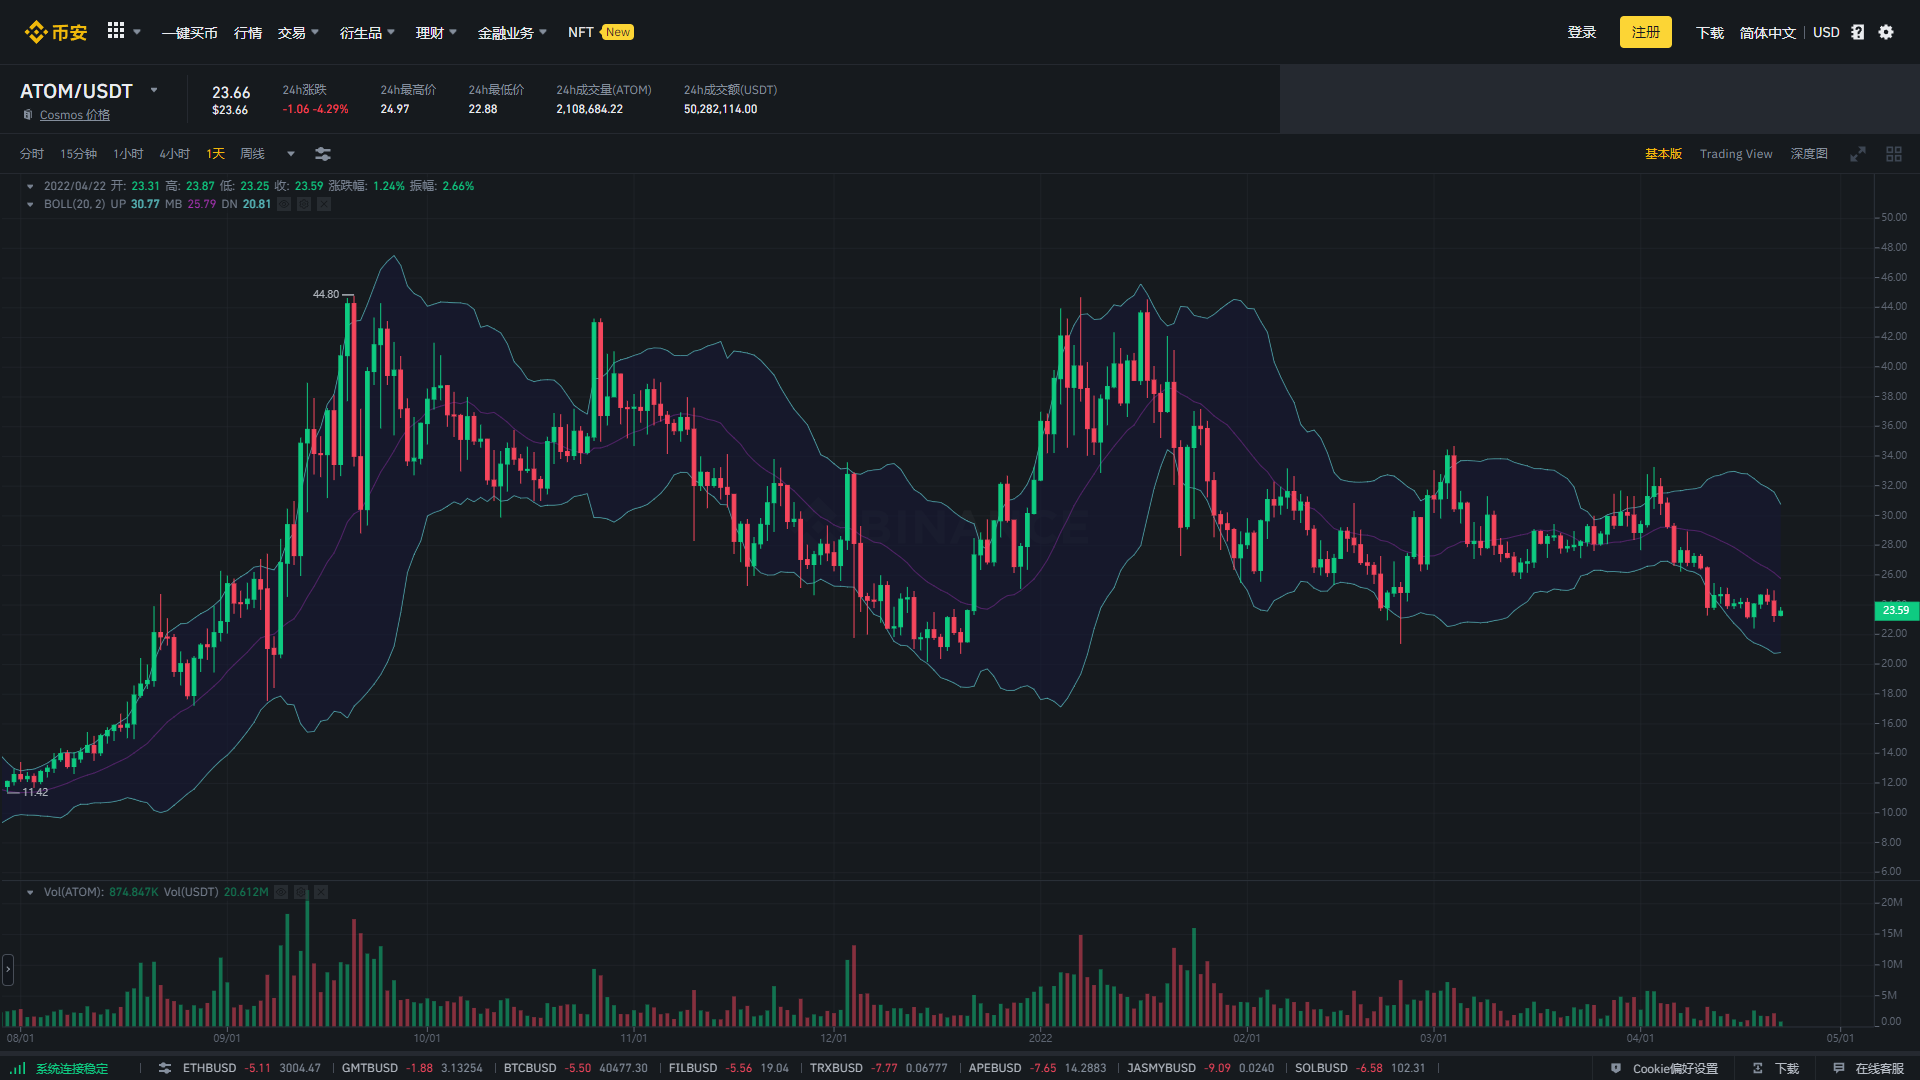 币安 一键买币 行情 交易 衍生品 理财 金融业务 NFT New 登录 注册 下载 简体中文 USD
ATOM/USDT
Cosmos 价格
23.66
$23.66
24h涨跌
-1.06 -4.29%
24h最高价
24.97
24h最低价
22.88
24h成交量(ATOM)
2,108,684.22
24h成交额(USDT)
50,282,114.00
分时 15分钟 1小时 4小时 1天 周线 基本版 Trading View 深度图
2022/04/22 开: 23.31 高: 23.87 低: 23.25 收: 23.59 涨跌幅: 1.24% 振幅: 2.66%
BOLL(20, 2) UP 30.77 MB 25.79 DN 20.81
50.00
48.00
46.00
44.80
44.00
42.00
40.00
38.00
36.00
34.00
32.00
30.00
BINANCE
28.00
26.00
23.59
22.00
20.00
18.00
16.00
14.00
12.00
11.42
10.00
8.00
6.00
Vol(ATOM): 874.847K Vol(USDT) 20.612M
20M
15M
10M
5M
0.00
08/01 09/01 10/01 11/01 12/01 2022 02/01 03/01 04/01 05/01
系统连接稳定 ETHBUSD -5.11 3004.47 GMTBUSD -1.88 3.13254 BTCBUSD -5.50 40477.30 FILBUSD -5.56 19.04 TRXBUSD -7.77 0.06777 APEBUSD -7.65 14.2883 JASMYBUSD -9.09 0.0240 SOLBUSD -6.58 102.31 Cookie偏好设置 下载 在线客服